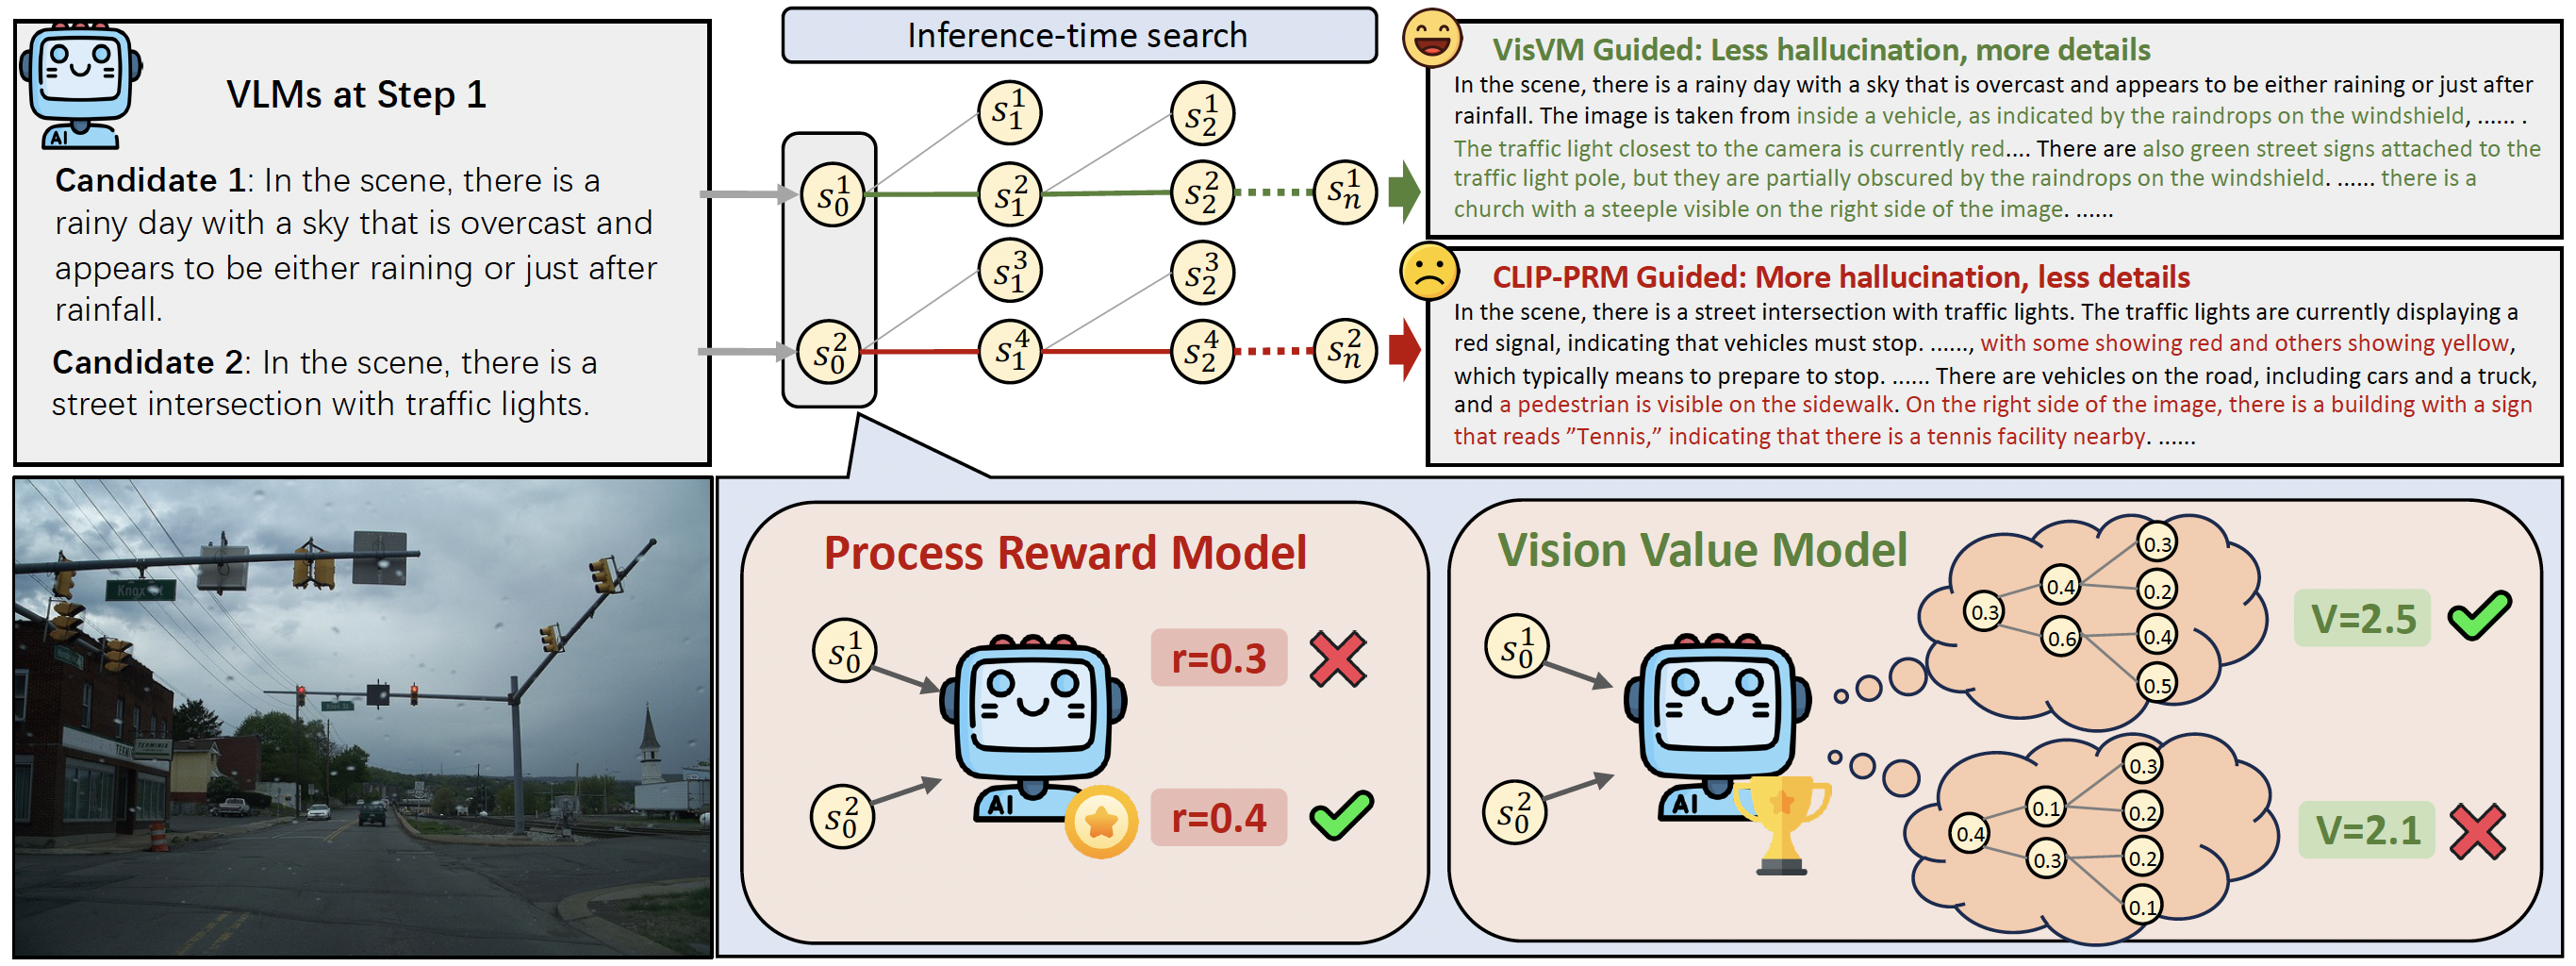 VLMs at Step 1
AI
Candidate 1: In the scene, there is a
rainy day with a sky that is overcast and
appears to be either raining or just after
rainfall.
Candidate 2: In the scene, there is a
street intersection with traffic lights.
Inference-time search
s_0^1
s_0^2
s_1^1
s_1^2
s_1^3
s_1^4
s_2^1
s_2^2
s_2^3
s_2^4
s_n^1
s_n^2
VisVM Guided: Less hallucination, more details
In the scene, there is a rainy day with a sky that is overcast and appears to be either raining or just after
rainfall. The image is taken from inside a vehicle, as indicated by the raindrops on the windshield, ...... .
The traffic light closest to the camera is currently red.... There are also green street signs attached to the
traffic light pole, but they are partially obscured by the raindrops on the windshield. ...... there is a
church with a steeple visible on the right side of the image. ......
CLIP-PRM Guided: More hallucination, less details
In the scene, there is a street intersection with traffic lights. The traffic lights are currently displaying a
red signal, indicating that vehicles must stop. ......, with some showing red and others showing yellow,
which typically means to prepare to stop. ...... There are vehicles on the road, including cars and a truck,
and a pedestrian is visible on the sidewalk. On the right side of the image, there is a building with a sign
that reads ”Tennis,” indicating that there is a tennis facility nearby. ......
Knox St
TERMINIX
Process Reward Model
s_0^1
s_0^2
AI
r=0.3
r=0.4
Vision Value Model
s_0^1
s_0^2
AI
0.3
0.4
0.6
0.3
0.2
0.4
0.5
V=2.5
0.4
0.1
0.3
0.3
0.2
0.2
0.1
V=2.1